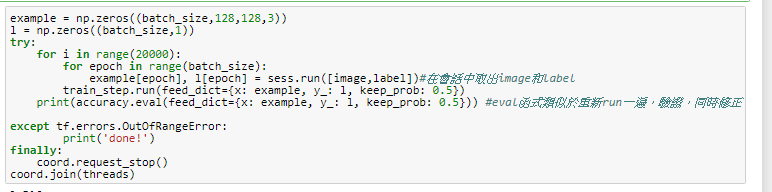 example = np.zeros((batch_size,128,128,3))
l = np.zeros((batch_size,1))
try:
    for i in range(20000):
        for epoch in range(batch_size):
            example[epoch], l[epoch] = sess.run([image,label])#在會話中取出image和label
        train_step.run(feed_dict={x: example, y_: l, keep_prob: 0.5})
    print(accuracy.eval(feed_dict={x: example, y_: l, keep_prob: 0.5})) #eval函式類似於重新run一遍，驗證，同時修正
except tf.errors.OutOfRangeError:
        print('done!')
finally:
    coord.request_stop()
coord.join(threads)